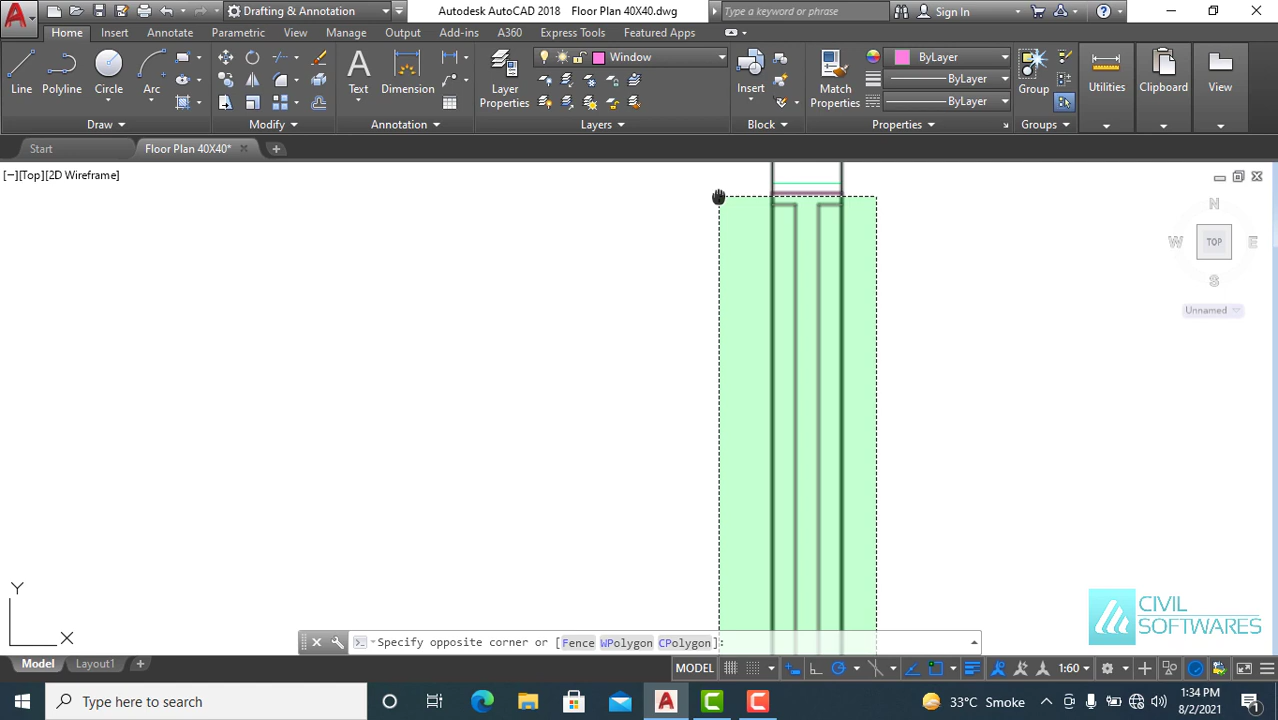 Drafting & Annotation
Autodesk AutoCAD 2018 Floor Plan 40X40.dwg
Type a keyword or phrase
Sign In
Home Insert Annotate Parametric View Manage Output Add-ins A360 Express Tools Featured Apps
Line Polyline Circle Arc
Text Dimension
Layer Properties
Window
Insert
Match Properties
ByLayer
ByLayer
ByLayer
Group
Utilities Clipboard View
Draw Modify Annotation Layers Block Properties Groups
Start Floor Plan 40X40*
[−][Top][2D Wireframe]
N
W TOP E
S
Unnamed
Y
X
CIVIL
SOFTWARES
Specify opposite corner or [Fence WPolygon CPolygon]:
Model Layout1
MODEL 1:60
Type here to search
33°C Smoke
1:34 PM
8/2/2021
1